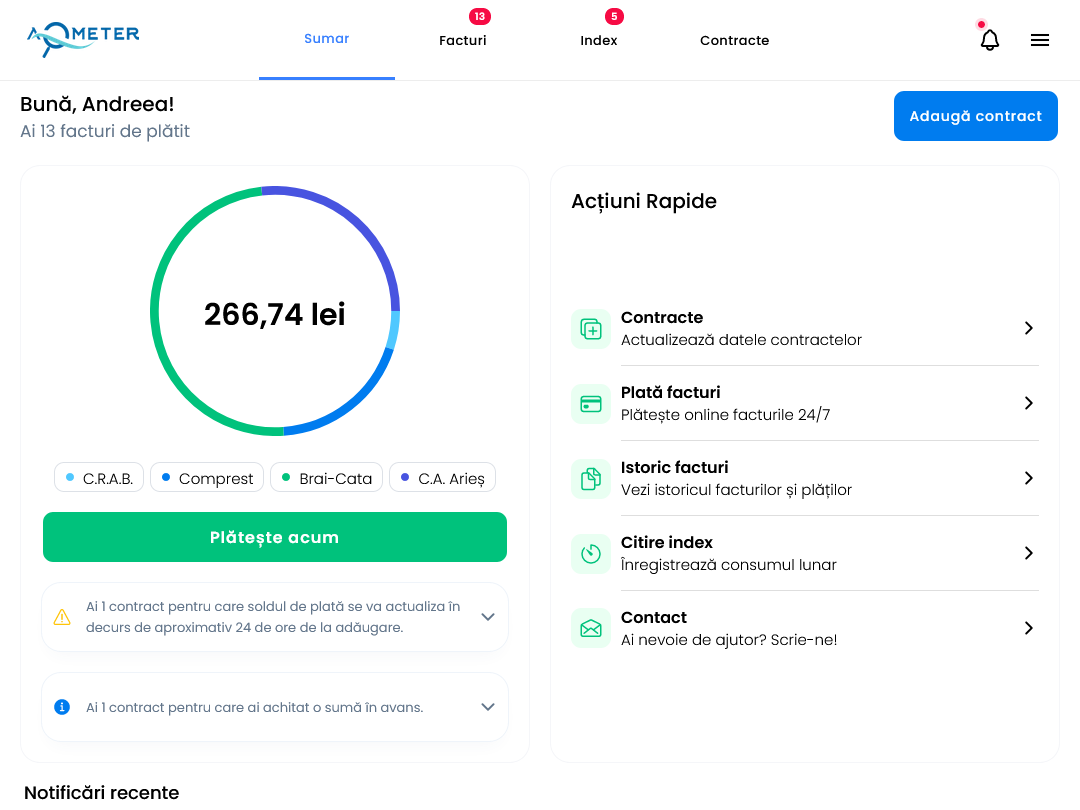 AQMETER
Sumar
13
Facturi
5
Index
Contracte
Bună, Andreea!
Ai 13 facturi de plătit
Adaugă contract
266,74 lei
C.R.A.B.
Comprest
Brai-Cata
C.A. Arieș
Plătește acum
Ai 1 contract pentru care soldul de plată se va actualiza în
decurs de aproximativ 24 de ore de la adăugare.
Ai 1 contract pentru care ai achitat o sumă în avans.
Acțiuni Rapide
Contracte
Actualizează datele contractelor
Plată facturi
Plătește online facturile 24/7
Istoric facturi
Vezi istoricul facturilor și plăților
Citire index
Înregistrează consumul lunar
Contact
Ai nevoie de ajutor? Scrie-ne!
Notificări recente